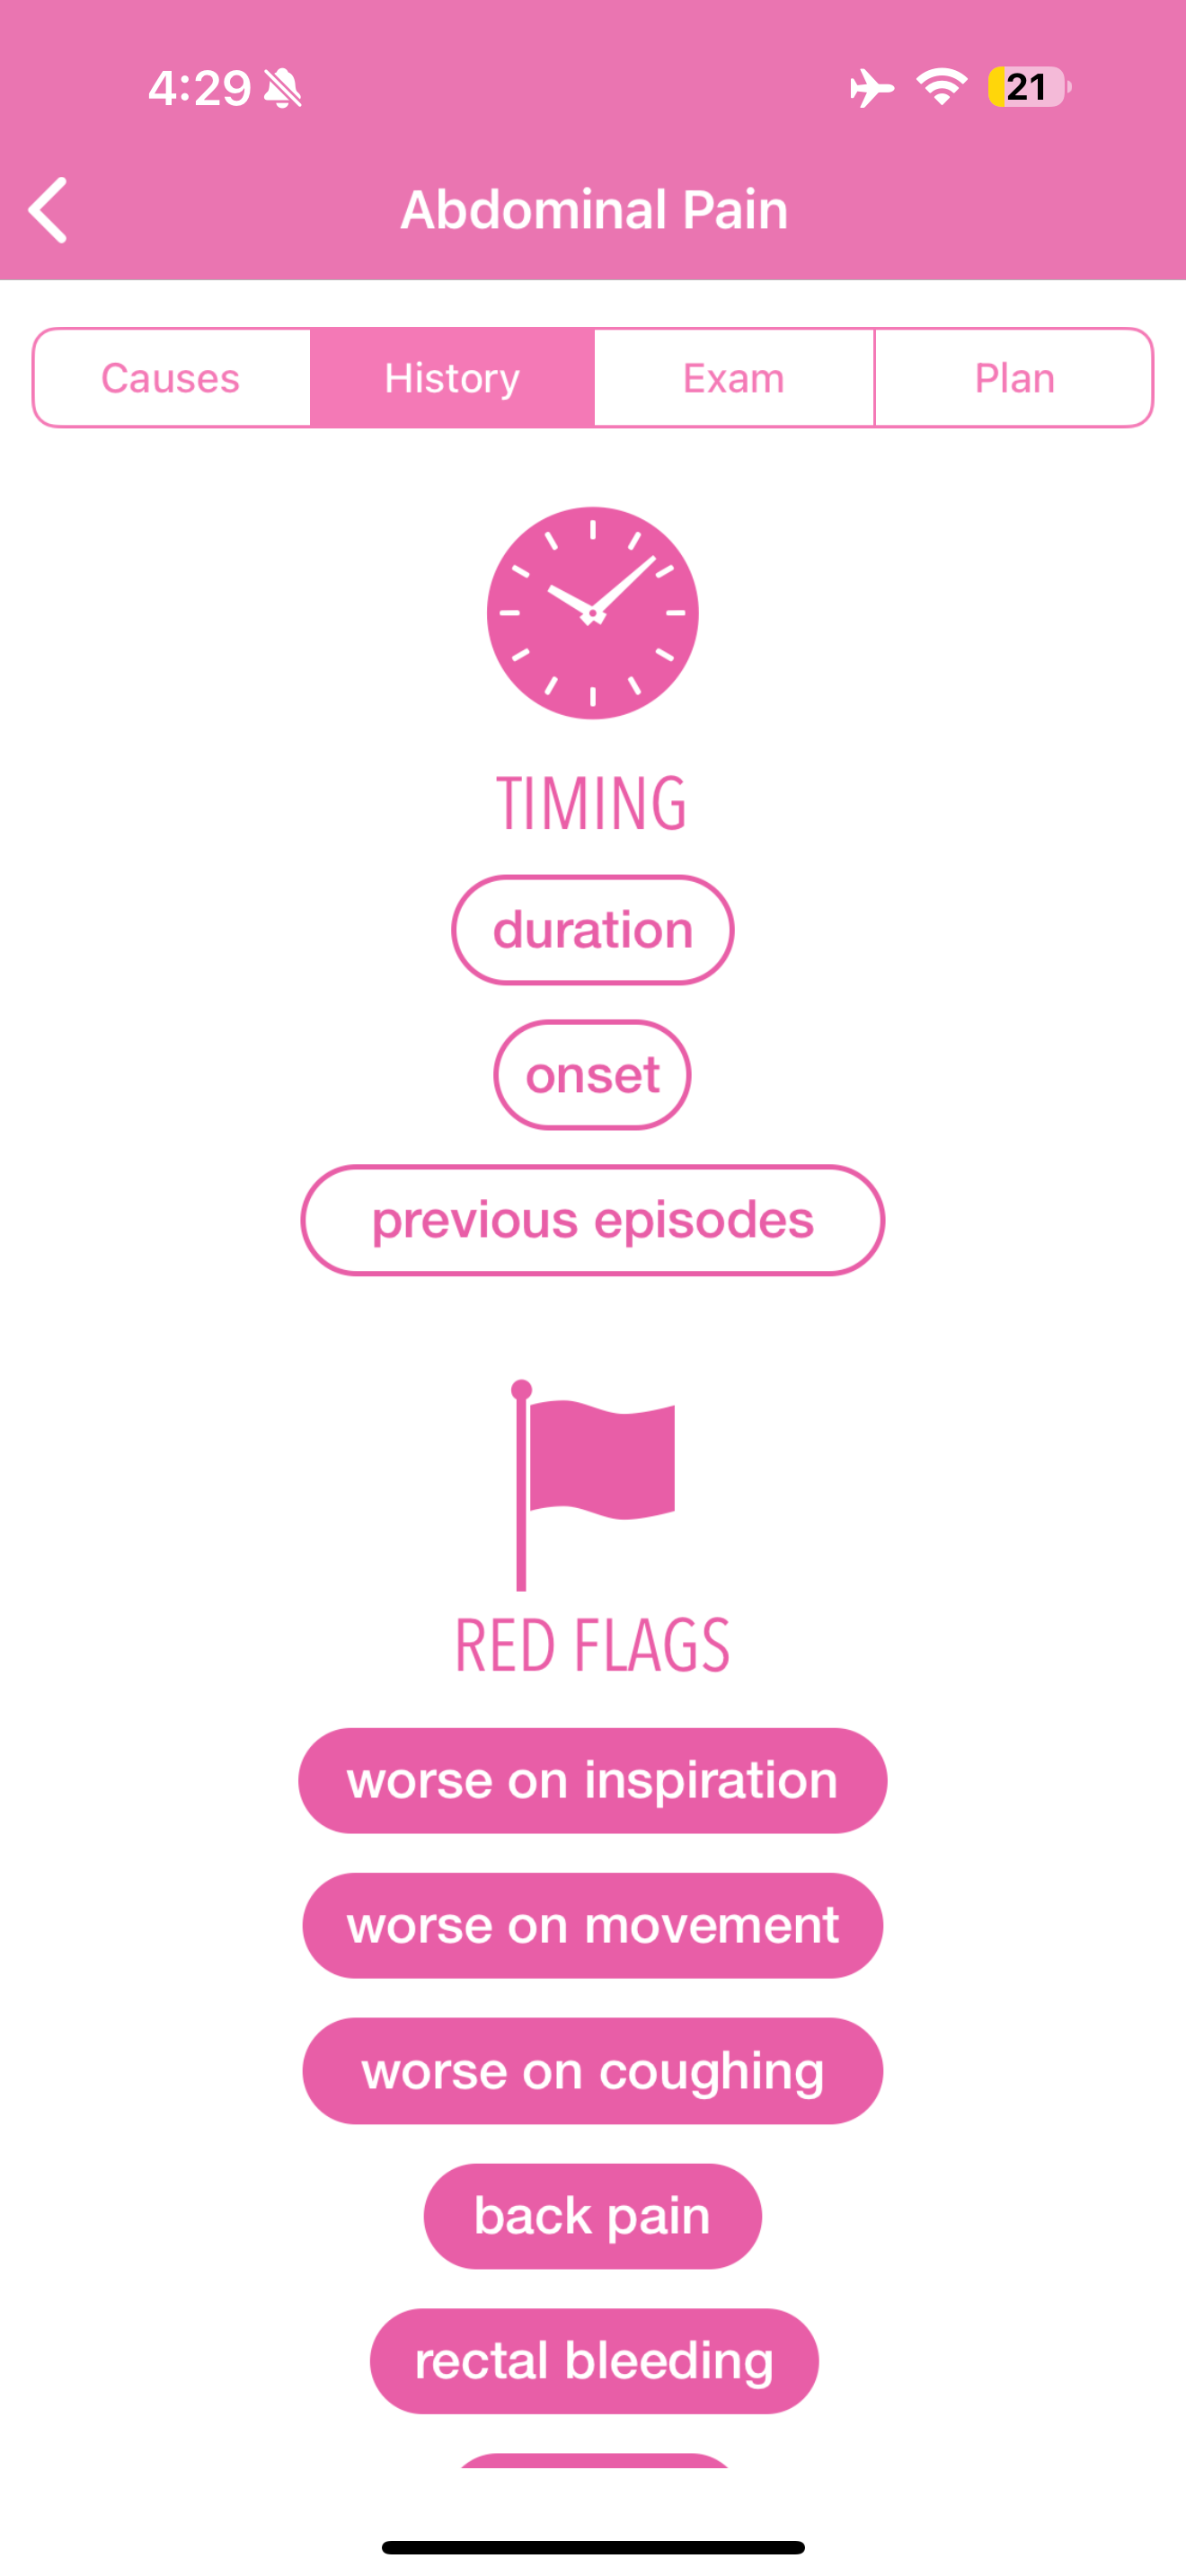 4:29
21
Abdominal Pain
Causes
History
Exam
Plan
TIMING
duration
onset
previous episodes
RED FLAGS
worse on inspiration
worse on movement
worse on coughing
back pain
rectal bleeding